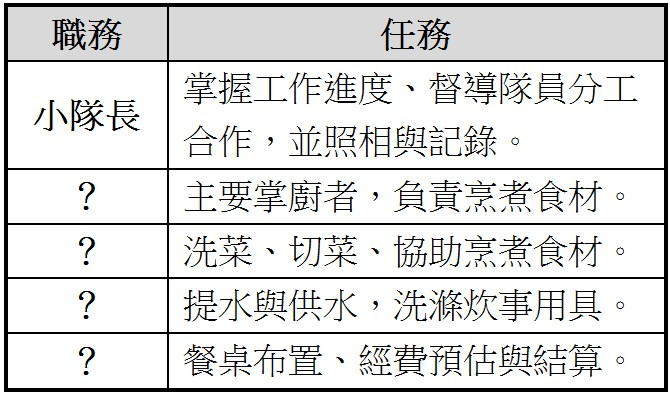 職務 任務
小隊長 掌握工作進度、督導隊員分工
合作，並照相與記錄。
？ 主要掌廚者，負責烹煮食材。
？ 洗菜、切菜、協助烹煮食材。
？ 提水與供水，洗滌炊事用具。
？ 餐桌布置、經費預估與結算。